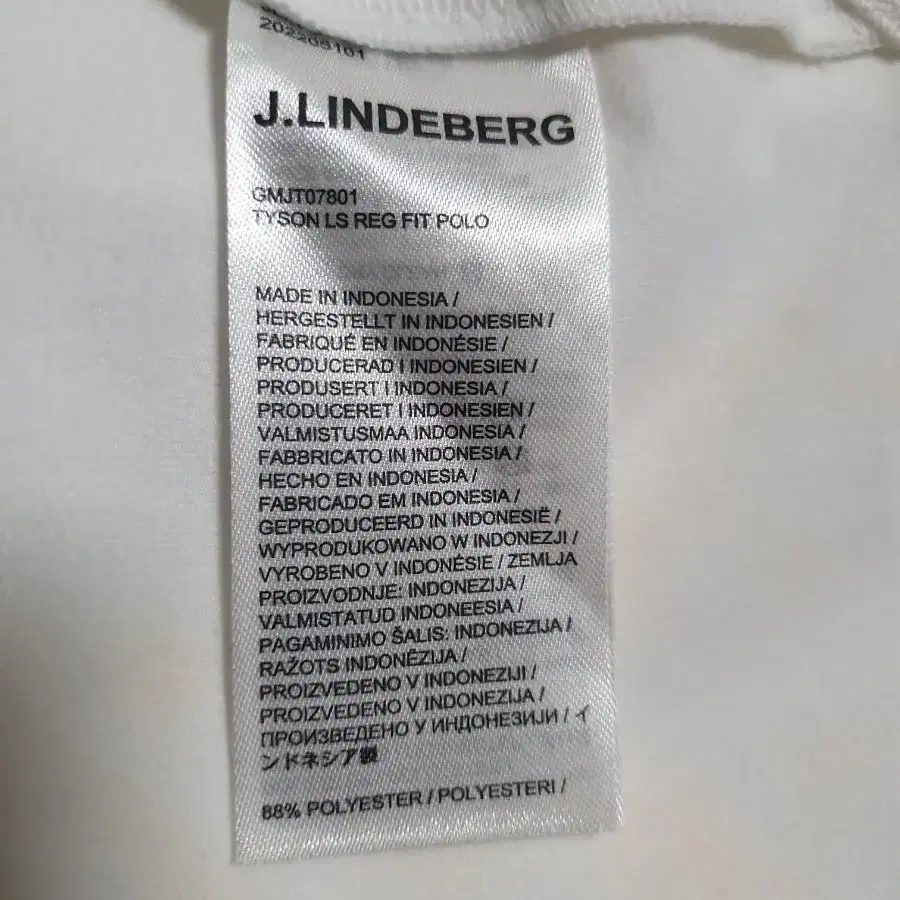 202205101
J.LINDEBERG
GMJT07801
TYSON LS REG FIT POLO
MADE IN INDONESIA /
HERGESTELLT IN INDONESIEN /
FABRIQUÉ EN INDONÉSIE /
PRODUCERAD I INDONESIEN /
PRODUSERT I INDONESIA /
PRODUCERET I INDONESIEN /
VALMISTUSMAA INDONESIA /
FABBRICATO IN INDONESIA /
HECHO EN INDONESIA /
FABRICADO EM INDONESIA /
GEPRODUCEERD IN INDONESIË /
WYPRODUKOWANO W INDONEZJI /
VYROBENO V INDONÉSIE / ZEMLJA
PROIZVODNJE: INDONEZIJA /
VALMISTATUD INDONEESIA /
PAGAMINIMO ŠALIS: INDONEZIJA /
RAŽOTS INDONĒZIJA /
PROIZVEDENO V INDONEZIJI /
PROIZVEDENO V INDONEZIJA /
ПРОИЗВЕДЕНО У ИНДОНЕЗИЈИ / イ
ンドネシア製
88% POLYESTER / POLYESTERI /